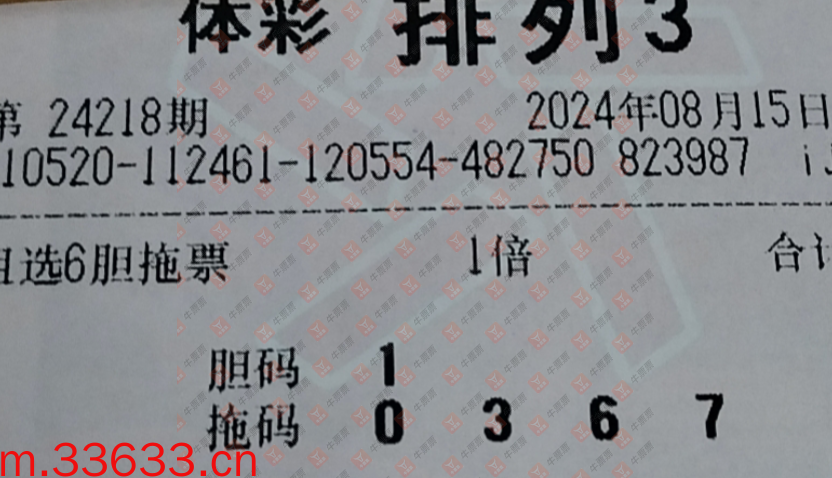 体彩 排列3
第 24218期 2024年08月15日
10520-112461-120554-482750 823987
组选6胆拖票 1倍 合计
胆码 1
拖码 0 3 6 7
m.33633.cn